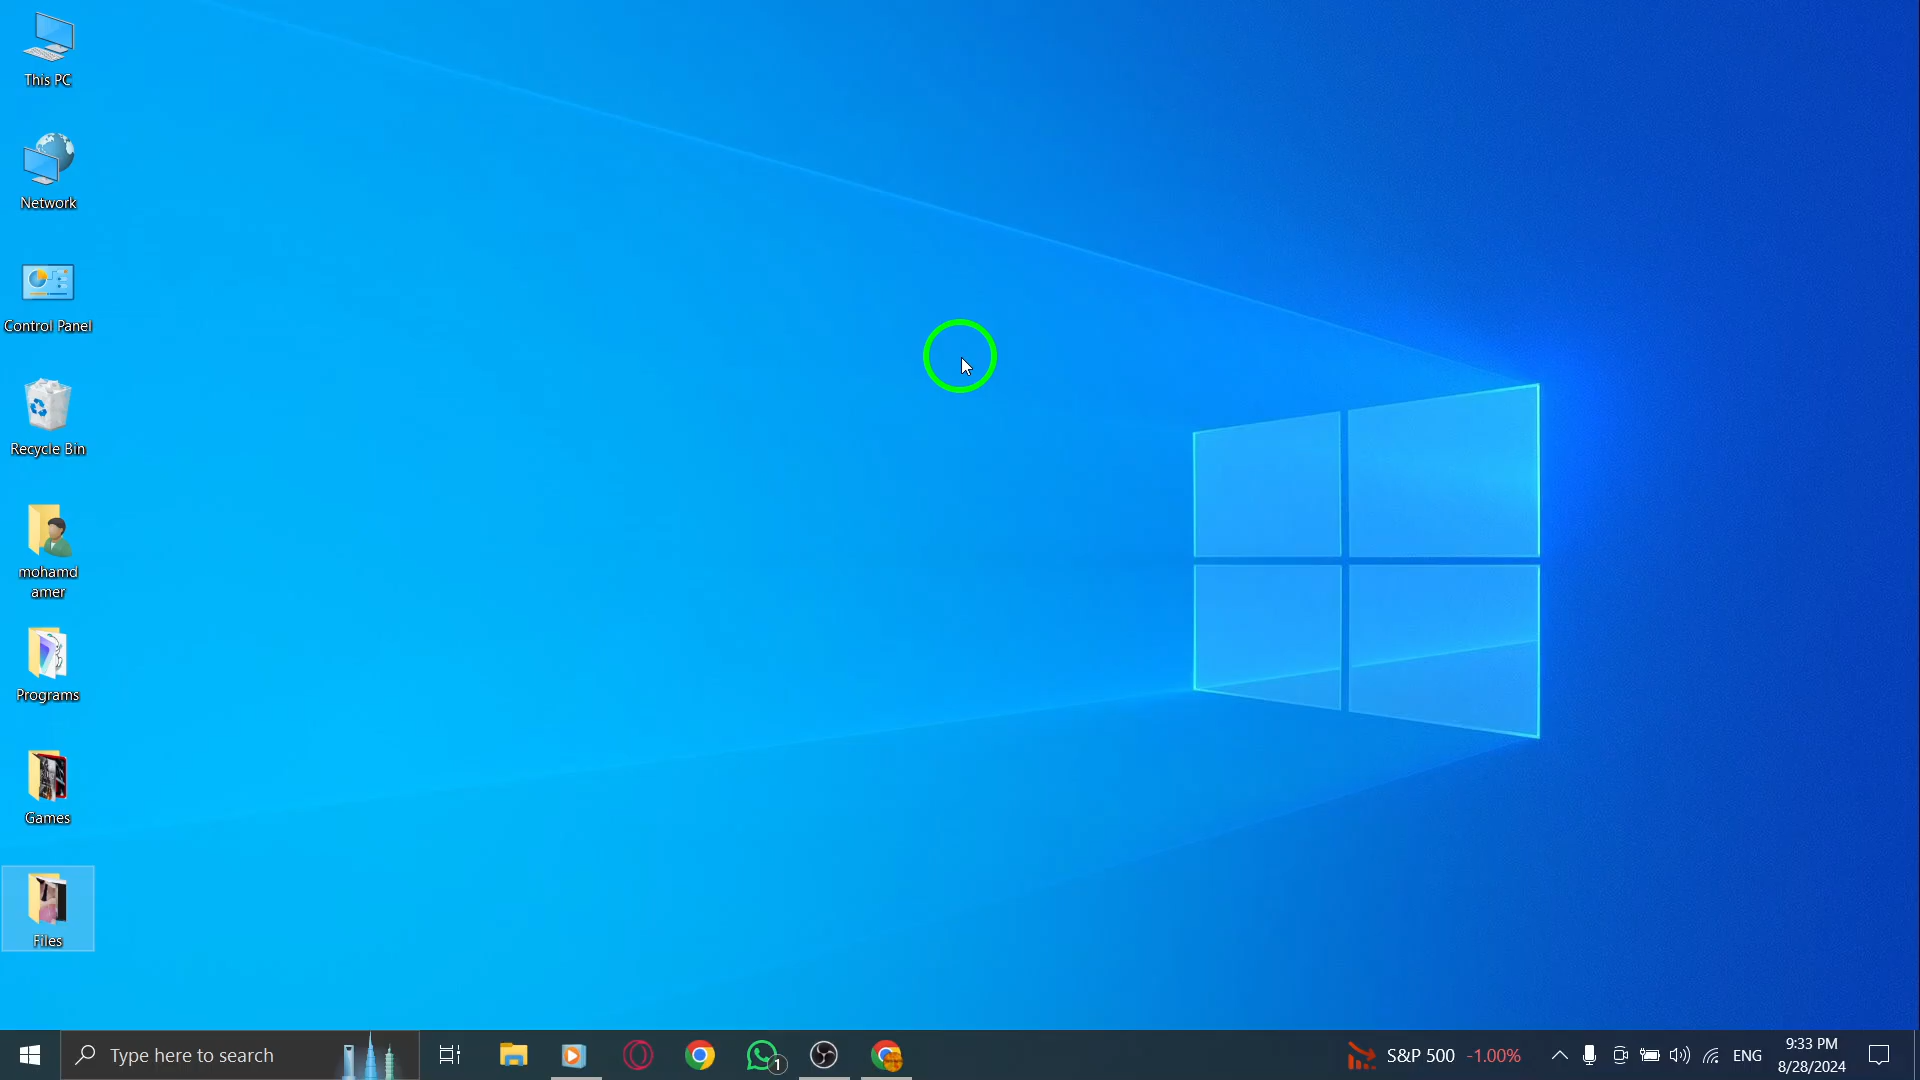 This PC
Network
Control Panel
Recycle Bin
mohamd
amer
Programs
Games
Files
Type here to search
1
S&P 500 -1.00%
ENG
9:33 PM
8/28/2024